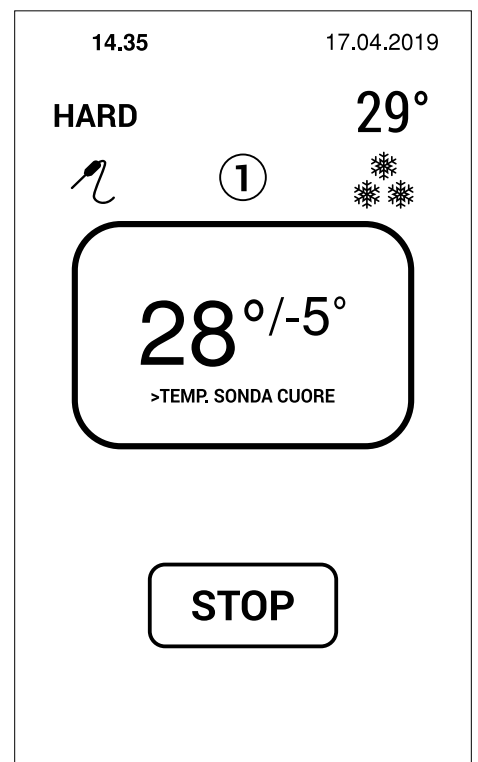 14.35 17.04.2019
HARD 29°
1
28°/-5°
>TEMP. SONDA CUORE
STOP